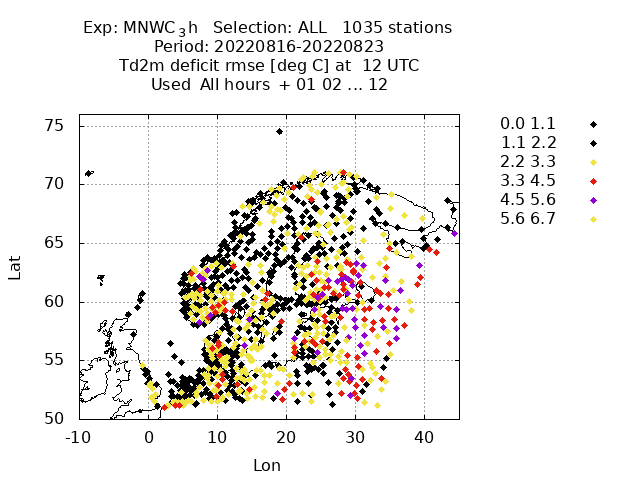 Exp: MNWC3h   Selection: ALL   1035 stations
Period: 20220816-20220823
Td2m deficit rmse [deg C] at  12 UTC
Used  All hours  + 01 02 ... 12
0.0 1.1
1.1 2.2
2.2 3.3
3.3 4.5
4.5 5.6
5.6 6.7
75
70
65
60
55
50
Lat
-10 0 10 20 30 40
Lon